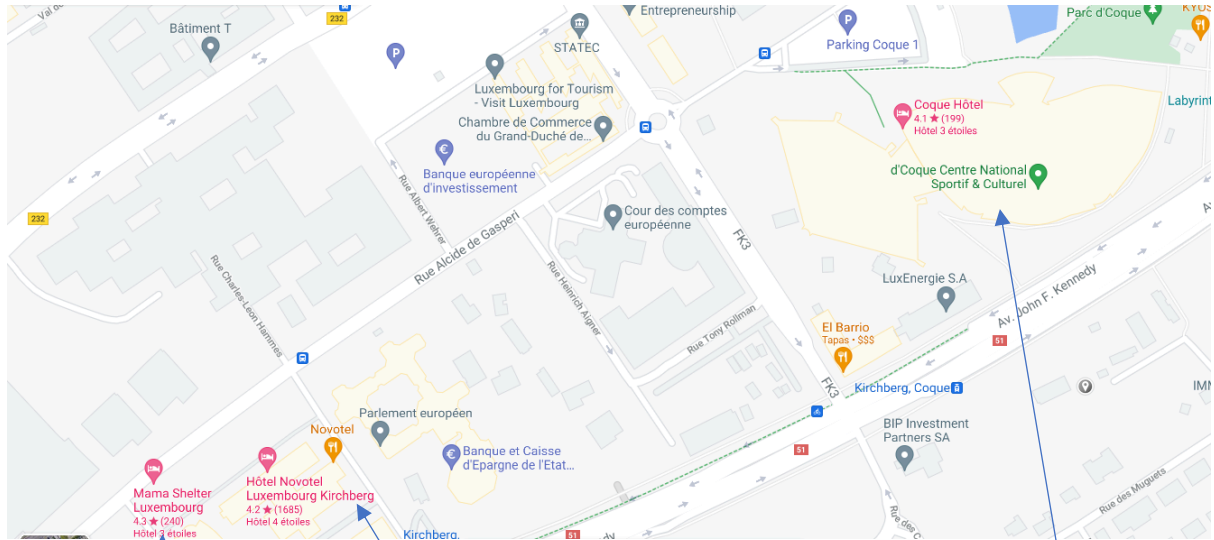 Entrepreneurship
Parc d'Coque
232
Bâtiment T
STATEC
P
P
Parking Coque 1
Luxembourg for Tourism
- Visit Luxembourg
Coque Hôtel
4.1 ★ (199)
Hôtel 3 étoiles
Chambre de Commerce
du Grand-Duché de...
Banque européenne
d'investissement
d'Coque Centre National
Sportif & Culturel
Rue Albert Wehrer
232
Cour des comptes
européenne
FK3
Rue Alcide de Gasperi
Rue Charles-Léon Hammes
Rue Heinrich Aigner
LuxEnergie S.A
Av. John F. Kennedy
Rue Tony Rollman
El Barrio
Tapas • $$$
51
FK3
Kirchberg, Coque
Parlement européen
Novotel
BIP Investment
Partners SA
51
Banque et Caisse
d'Epargne de l'Etat...
Hôtel Novotel
Luxembourg Kirchberg
4.2 ★ (1685)
Hôtel 4 étoiles
Mama Shelter
Luxembourg
4.3 ★ (240)
Hôtel 3 étoiles
Rue des Muguets
Kirchberg,
51